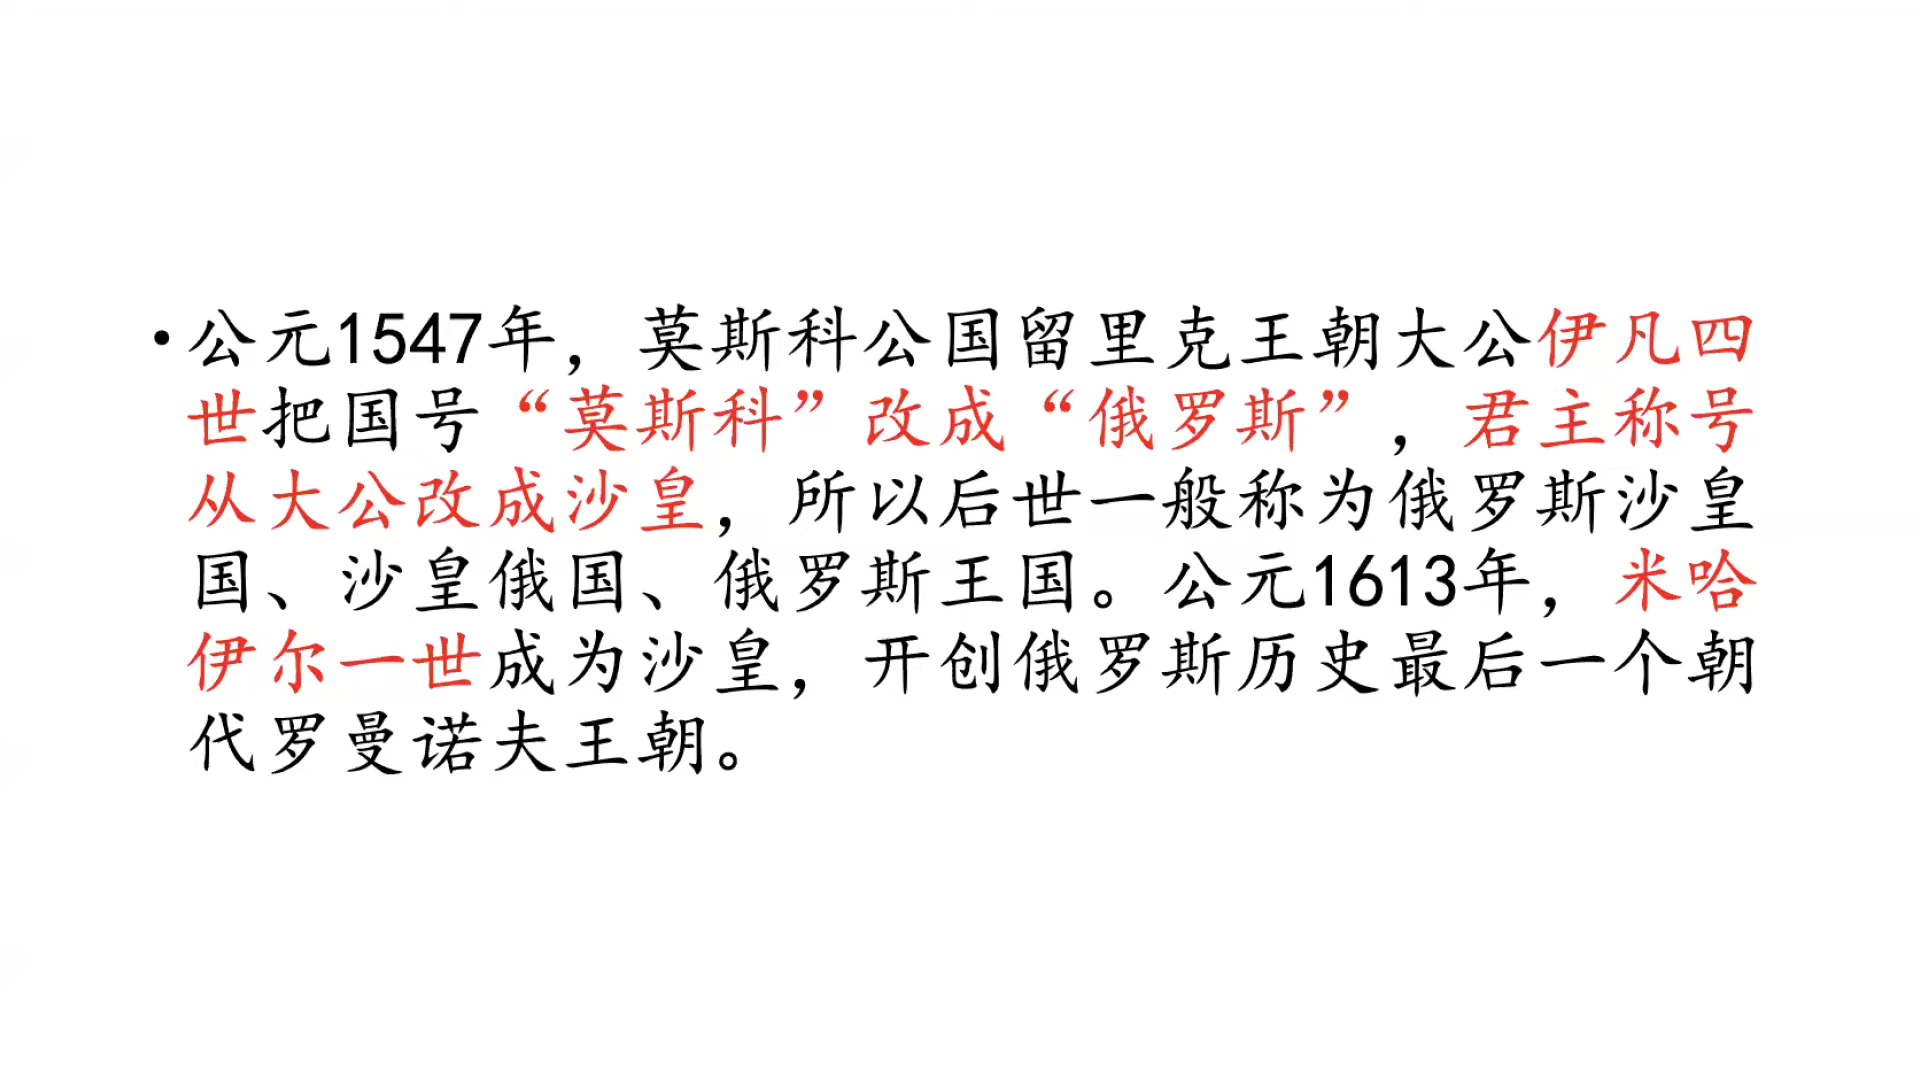 • 公元1547年，莫斯科公国留里克王朝大公伊凡四
世把国号“莫斯科”改成“俄罗斯”，君主称号
从大公改成沙皇，所以后世一般称为俄罗斯沙皇
国、沙皇俄国、俄罗斯王国。公元1613年，米哈
伊尔一世成为沙皇，开创俄罗斯历史最后一个朝
代罗曼诺夫王朝。